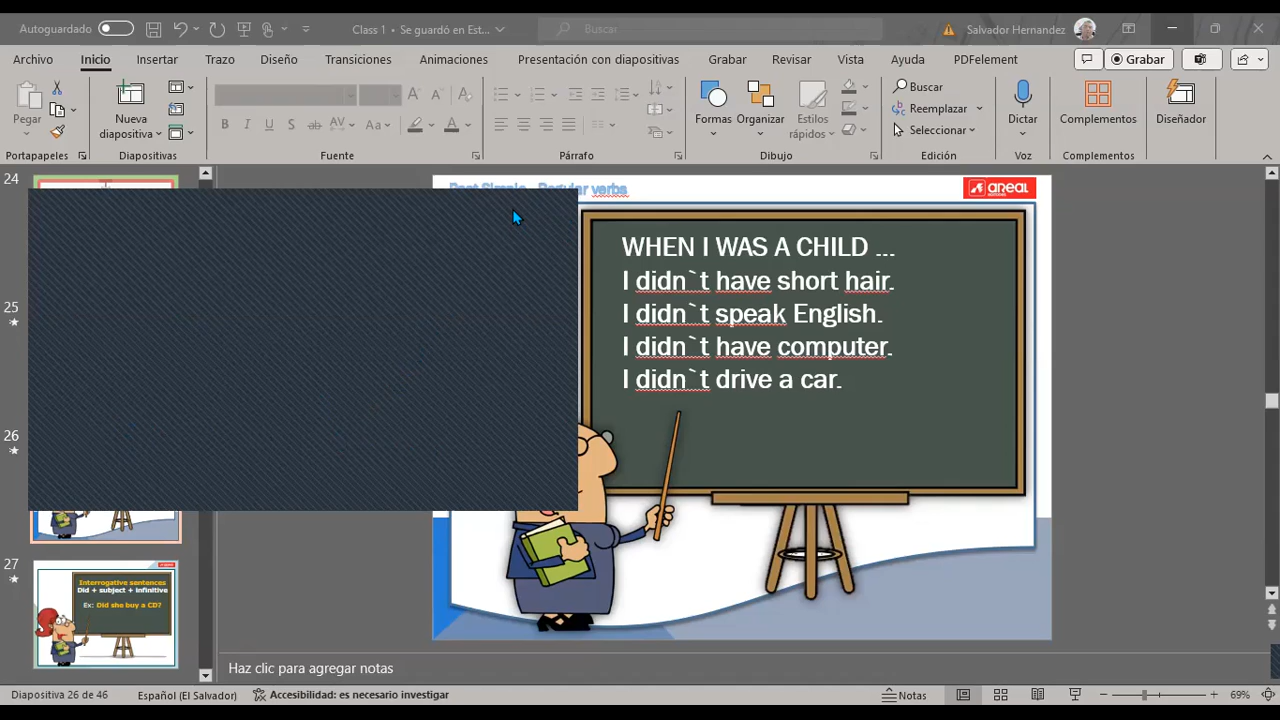 Autoguardado
Class 1 • Se guardó en Est...
Buscar
Salvador Hernandez
Archivo
Inicio
Insertar
Trazo
Diseño
Transiciones
Animaciones
Presentación con diapositivas
Grabar
Revisar
Vista
Ayuda
PDFelement
Grabar
Pegar
Nueva
diapositiva
Formas
Organizar
Estilos
rápidos
Buscar
Reemplazar
Seleccionar
Dictar
Complementos
Diseñador
Portapapeles
Diapositivas
Fuente
Párrafo
Dibujo
Edición
Voz
Complementos
24
25
26
27
Interrogative sentences
Did + subject + infinitive
Ex: Did she buy a CD?
Past Simple – Regular verbs
AREAL
WHEN I WAS A CHILD ...
I didn`t have short hair.
I didn`t speak English.
I didn`t have computer.
I didn`t drive a car.
Haz clic para agregar notas
Diapositiva 26 de 46
Español (El Salvador)
Accesibilidad: es necesario investigar
Notas
69%